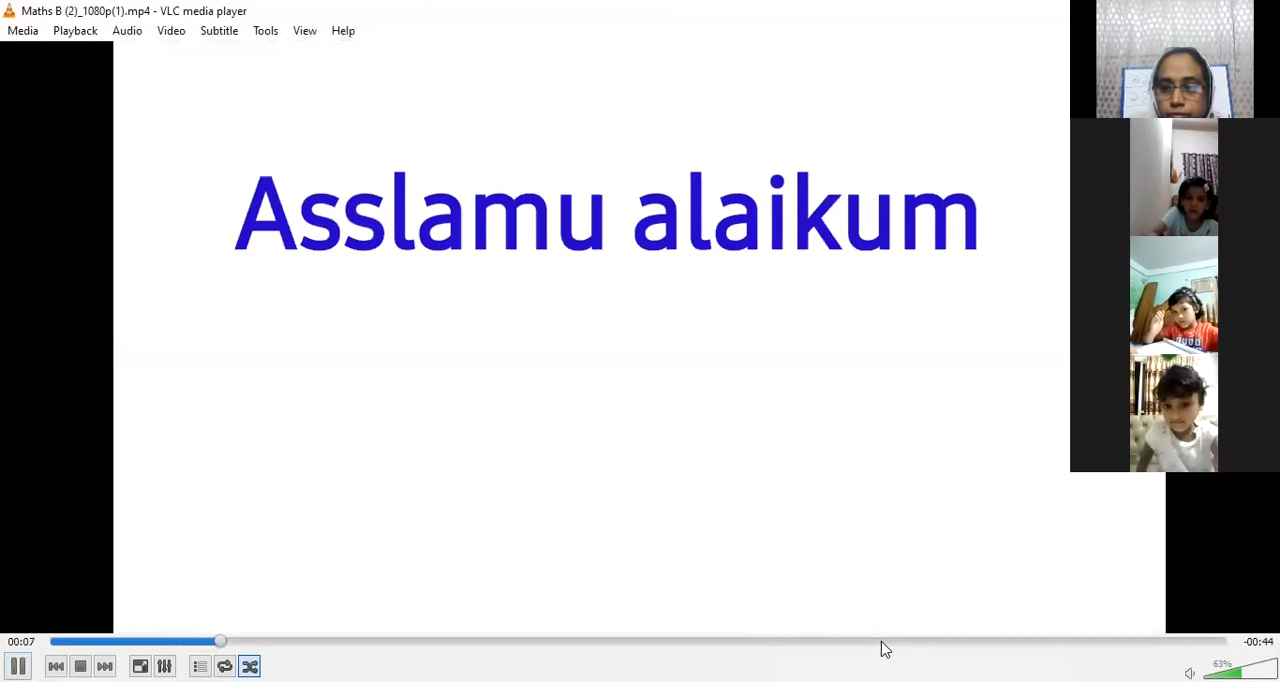 Maths B (2)_1080p(1).mp4 - VLC media player
Media Playback Audio Video Subtitle Tools View Help
Asslamu alaikum
00:07
-00:44
63%